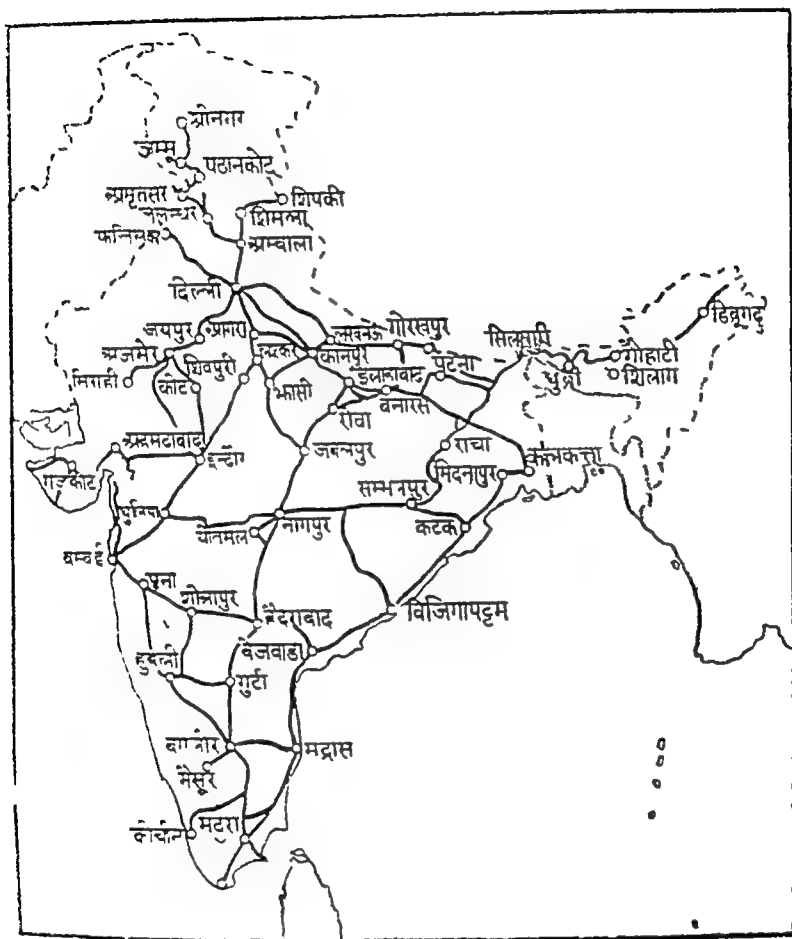 श्रीनगर
जम्मू
पठानकोट
अमृतसर
शिपकी
जलन्धर
शिमला
अम्बाला
दिल्ली
जयपुर
आगरा
लखनऊ
गोरखपुर
डिब्रूगढ़
अजमेर
शिवपुरी
लश्कर
कानपुर
पटना
गोहाटी
सिरोही
कोटा
झांसी
इलाहाबाद
धुब्री
शिलांग
बनारस
रीवा
अहमदाबाद
इन्दौर
जबलपुर
रांचा
कलकत्ता
मिदनापुर
सम्भलपुर
नागपुर
कटक
बम्बई
पूना
शोलापुर
हैदराबाद
विजिगापट्टम
बेजवाडा
हुबली
गुटी
मद्रास
मैसूर
कोचीन
मदुरा